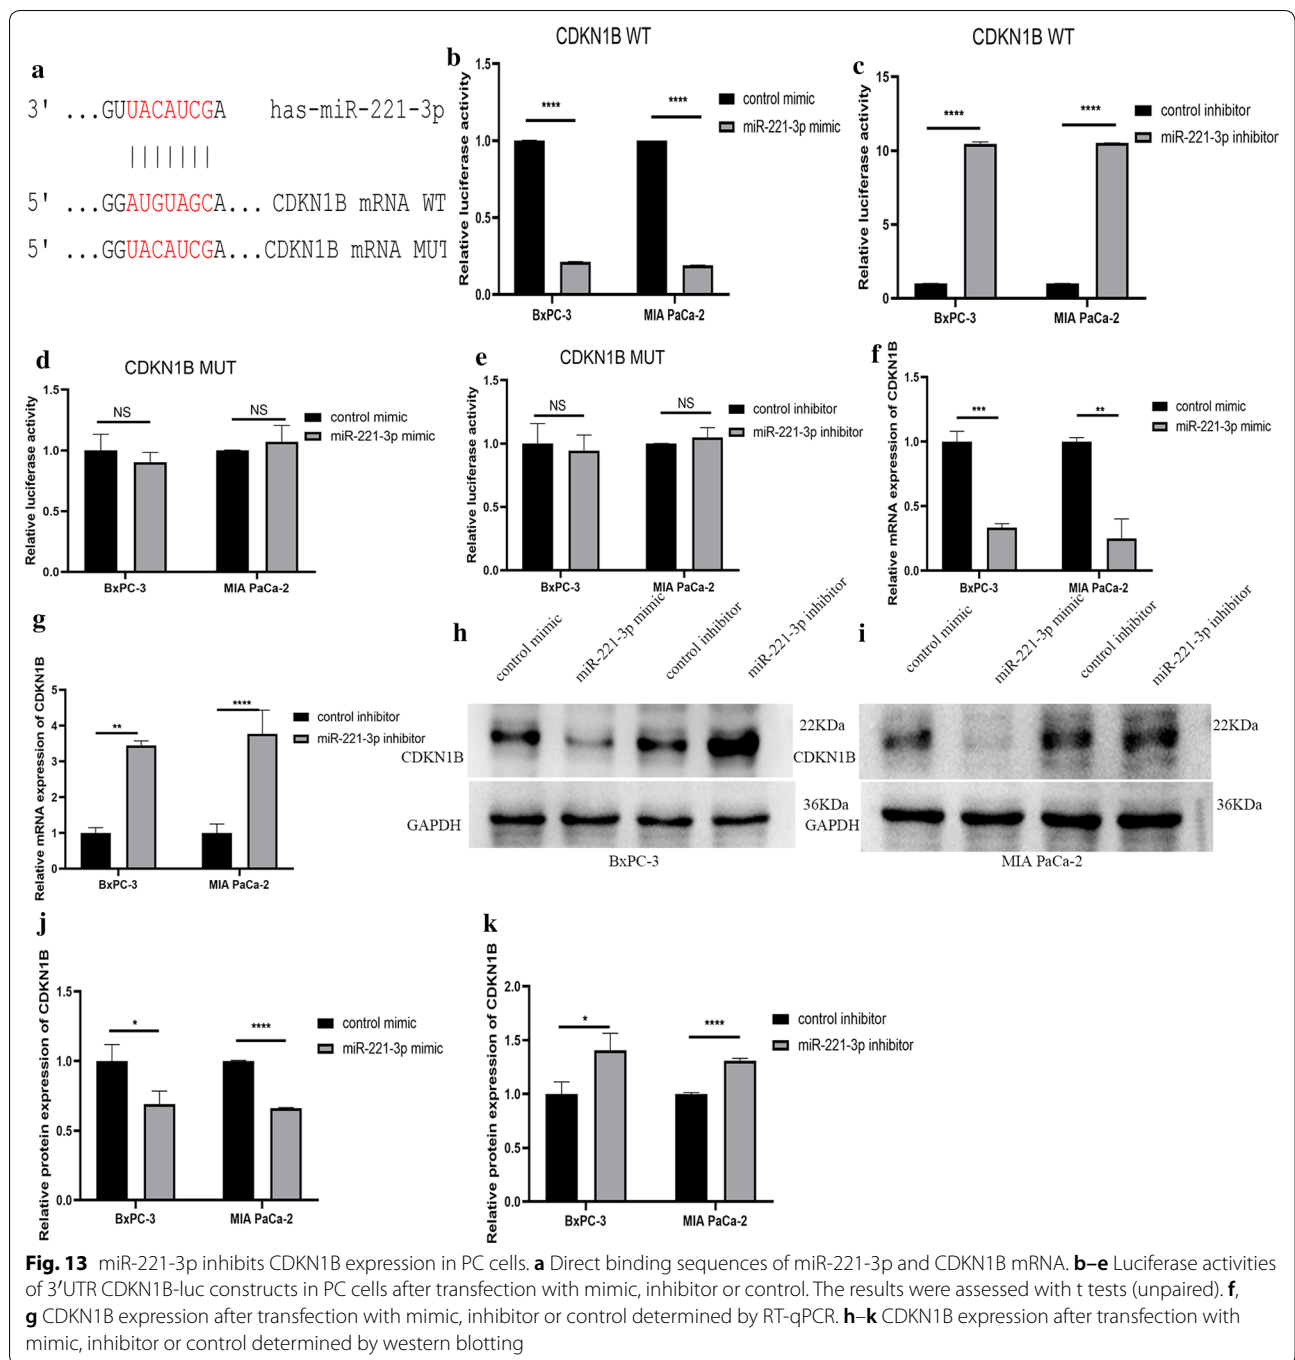 a
3' ...GUUACAUCGA has-miR-221-3p
|||||||
5' ...GGAUGUAGCA... CDKN1B mRNA WT
5' ...GGUACAUCGA...CDKN1B mRNA MUT
b
CDKN1B WT
Relative luciferase activity
1.5
1.0
0.5
0.0
****
****
BxPC-3
MIA PaCa-2
control mimic
miR-221-3p mimic
c
CDKN1B WT
Relative luciferase activity
15
10
5
0
****
****
BxPC-3
MIA PaCa-2
control inhibitor
miR-221-3p inhibitor
d
CDKN1B MUT
Relative luciferase activity
1.5
1.0
0.5
0.0
NS
NS
BxPC-3
MIA PaCa-2
control mimic
miR-221-3p mimic
e
CDKN1B MUT
Relative luciferase activity
1.5
1.0
0.5
0.0
NS
NS
BxPC-3
MIA PaCa-2
control inhibitor
miR-221-3p inhibitor
f
Relative mRNA expression of CDKN1B
1.5
1.0
0.5
0.0
***
**
BxPC-3
MIA PaCa-2
control mimic
miR-221-3p mimic
g
Relative mRNA expression of CDKN1B
5
4
3
2
1
0
**
****
BxPC-3
MIA PaCa-2
control inhibitor
miR-221-3p inhibitor
h
control mimic
miR-221-3p mimic
control inhibitor
miR-221-3p inhibitor
22KDa
CDKN1B
36KDa
GAPDH
BxPC-3
i
control mimic
miR-221-3p mimic
control inhibitor
miR-221-3p inhibitor
22KDa
CDKN1B
36KDa
GAPDH
MIA PaCa-2
j
Relative protein expression of CDKN1B
1.5
1.0
0.5
0.0
*
****
BxPC-3
MIA PaCa-2
control mimic
miR-221-3p mimic
k
Relative protein expression of CDKN1B
2.0
1.5
1.0
0.5
0.0
*
****
BxPC-3
MIA PaCa-2
control inhibitor
miR-221-3p inhibitor
Fig. 13 miR-221-3p inhibits CDKN1B expression in PC cells. a Direct binding sequences of miR-221-3p and CDKN1B mRNA. b–e Luciferase activities
of 3′UTR CDKN1B-luc constructs in PC cells after transfection with mimic, inhibitor or control. The results were assessed with t tests (unpaired). f,
g CDKN1B expression after transfection with mimic, inhibitor or control determined by RT-qPCR. h–k CDKN1B expression after transfection with
mimic, inhibitor or control determined by western blotting